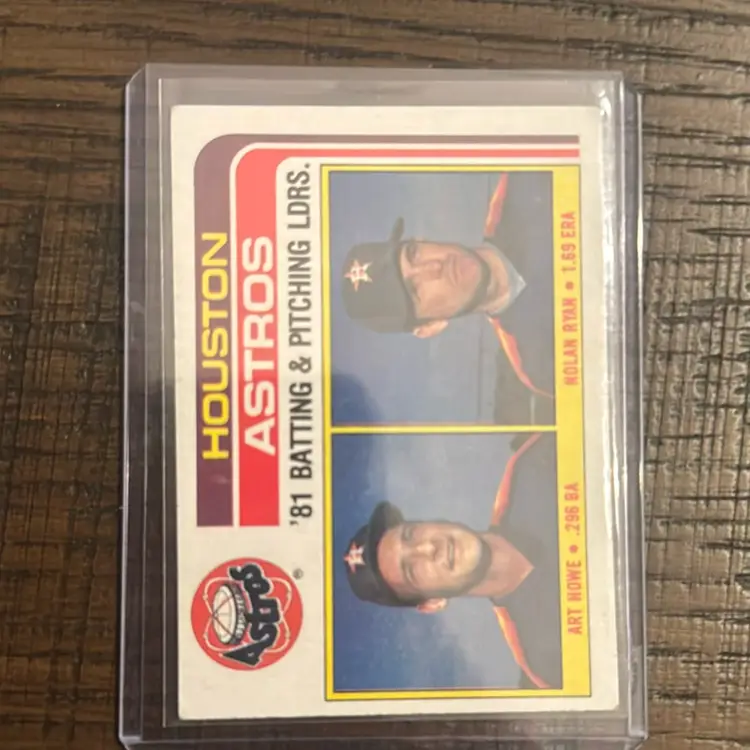 HOUSTON
ASTROS
'81 BATTING & PITCHING LDRS.
Astros
®
ART HOWE • .296 BA
NOLAN RYAN • 1.69 ERA